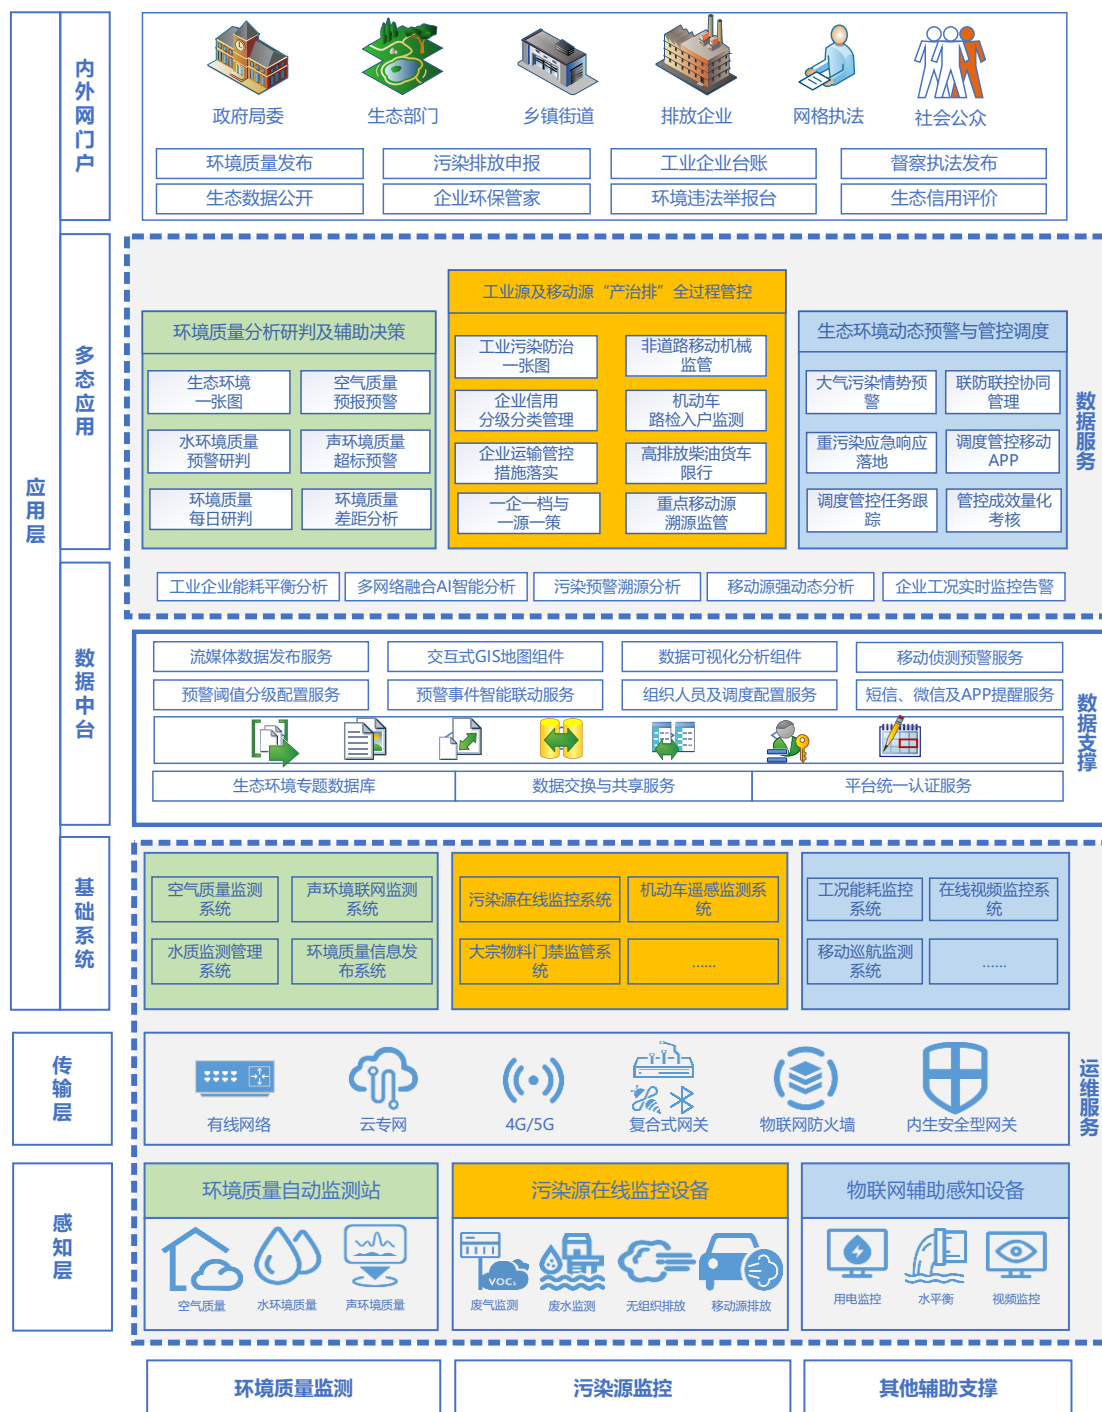 应用层
内外网门户
政府局委
生态部门
乡镇街道
排放企业
网格执法
社会公众
环境质量发布
污染排放申报
工业企业台账
督察执法发布
生态数据公开
企业环保管家
环境违法举报台
生态信用评价
多态应用
数据服务
环境质量分析研判及辅助决策
生态环境
一张图
空气质量
预报预警
水环境质量
预警研判
声环境质量
超标预警
环境质量
每日研判
环境质量
差距分析
工业源及移动源“产治排”全过程管控
工业污染防治
一张图
非道路移动机械
监管
企业信用
分级分类管理
机动车
路检入户监测
企业运输管控
措施落实
高排放柴油货车
限行
一企一档与
一源一策
重点移动源
溯源监管
生态环境动态预警与管控调度
大气污染情势预
警
联防联控协同
管理
重污染应急响应
落地
调度管控移动
APP
调度管控任务跟
踪
管控成效量化
考核
工业企业能耗平衡分析
多网络融合AI智能分析
污染预警溯源分析
移动源强动态分析
企业工况实时监控告警
数据中台
数据支撑
流媒体数据发布服务
交互式GIS地图组件
数据可视化分析组件
移动侦测预警服务
预警阈值分级配置服务
预警事件智能联动服务
组织人员及调度配置服务
短信、微信及APP提醒服务
生态环境专题数据库
数据交换与共享服务
平台统一认证服务
基础系统
空气质量监测
系统
声环境联网监测
系统
水质监测管理
系统
环境质量信息发
布系统
污染源在线监控系统
机动车遥感监测系
统
大宗物料门禁监管系
统
……
工况能耗监控
系统
在线视频监控系
统
移动巡航监测
系统
……
运维服务
传输层
有线网络
云专网
4G/5G
复合式网关
物联网防火墙
内生安全型网关
感知层
环境质量自动监测站
空气质量
水环境质量
声环境质量
污染源在线监控设备
VOCs
废气监测
废水监测
无组织排放
移动源排放
物联网辅助感知设备
用电监控
水平衡
视频监控
环境质量监测
污染源监控
其他辅助支撑